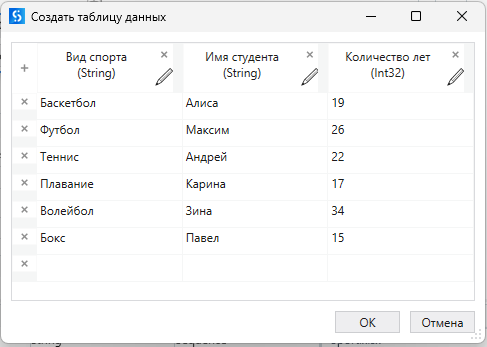 Создать таблицу данных
Вид спорта
(String)
Имя студента
(String)
Количество лет
(Int32)
Баскетбол Алиса 19
Футбол Максим 26
Теннис Андрей 22
Плавание Карина 17
Волейбол Зина 34
Бокс Павел 15
ОК Отмена